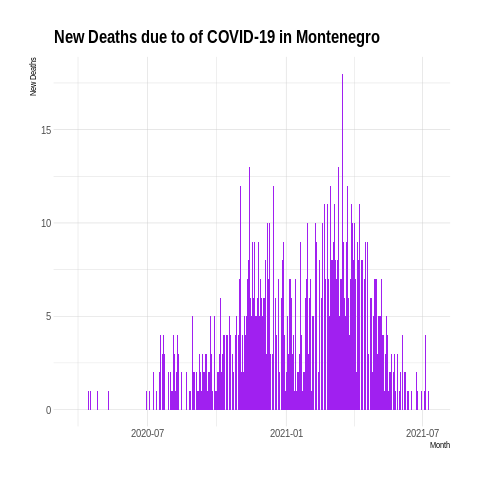 New Deaths due to of COVID-19 in Montenegro
New Deaths
15
10
5
0
2020-07
2021-01
2021-07
Month